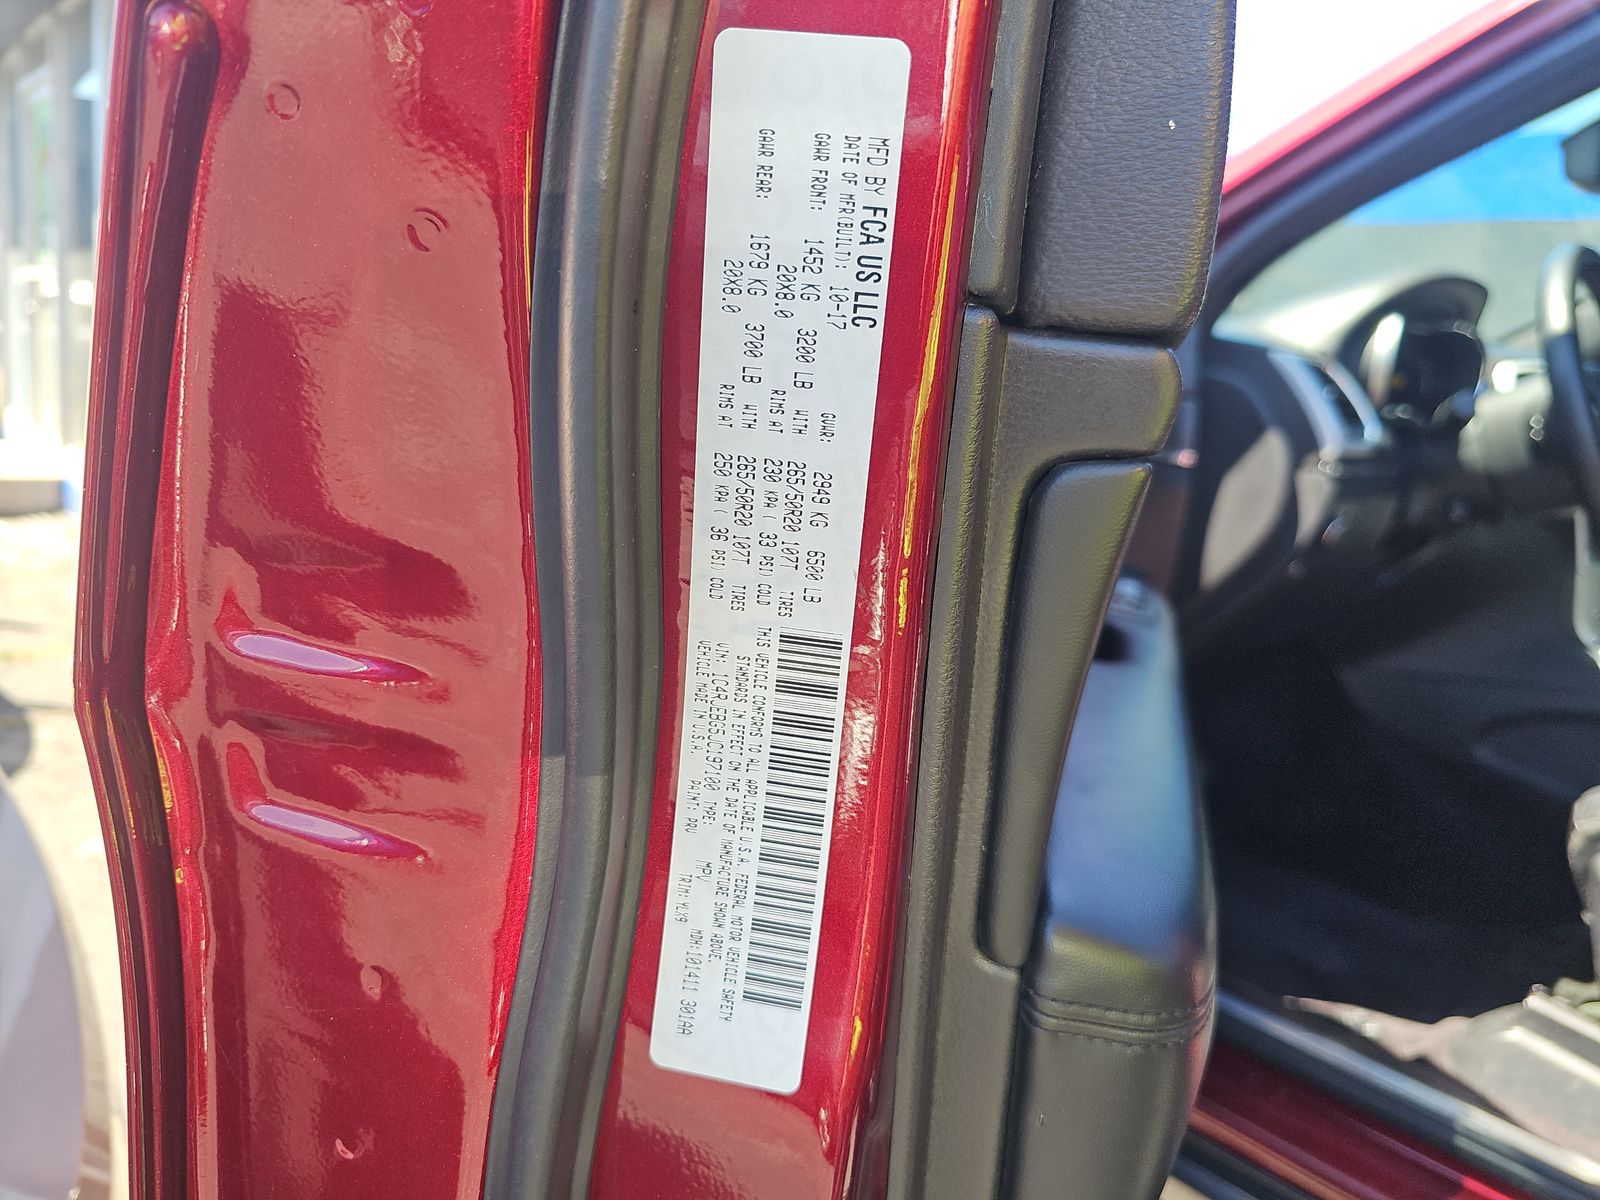 MFD BY FCA US LLC
DATE OF MFR(BUILT): 10-17 GVWR: 2949 KG 6500 LB
GAWR FRONT: 1452 KG 3200 LB WITH 265/50R20 107T TIRES
20X8.0 RIMS AT 230 KPA( 33 PSI) COLD
GAWR REAR: 1679 KG 3700 LB WITH 265/50R20 107T TIRES
20X8.0 RIMS AT 250 KPA( 36 PSI) COLD
THIS VEHICLE CONFORMS TO ALL APPLICABLE U.S.A. FEDERAL MOTOR VEHICLE SAFETY
STANDARDS IN EFFECT ON THE DATE OF MANUFACTURE SHOWN ABOVE.
VIN: 1C4RJEBG5JC197100 TYPE: MPV MDH:101411 301AA
VEHICLE MADE IN U.S.A. PAINT: PRV TRIM:YLX9